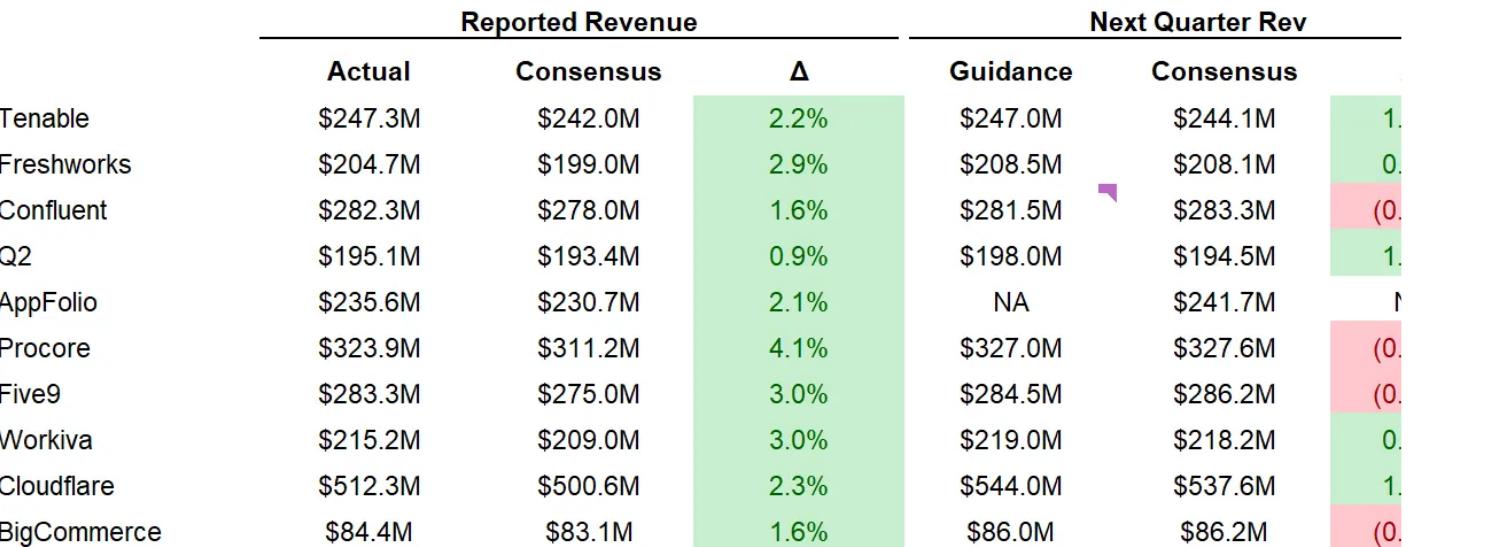 Reported Revenue Next Quarter Rev
Actual Consensus Δ Guidance Consensus
Tenable $247.3M $242.0M 2.2% $247.0M $244.1M 1.
Freshworks $204.7M $199.0M 2.9% $208.5M $208.1M 0.
Confluent $282.3M $278.0M 1.6% $281.5M $283.3M (0.
Q2 $195.1M $193.4M 0.9% $198.0M $194.5M 1.
AppFolio $235.6M $230.7M 2.1% NA $241.7M
Procore $323.9M $311.2M 4.1% $327.0M $327.6M (0.
Five9 $283.3M $275.0M 3.0% $284.5M $286.2M (0.
Workiva $215.2M $209.0M 3.0% $219.0M $218.2M 0.
Cloudflare $512.3M $500.6M 2.3% $544.0M $537.6M 1.
BigCommerce $84.4M $83.1M 1.6% $86.0M $86.2M (0.